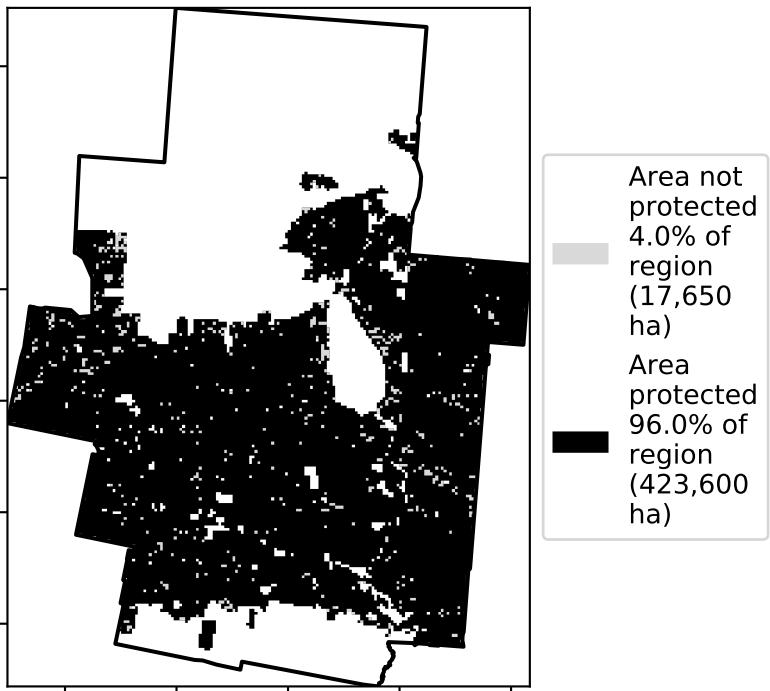 Area not
protected
4.0% of
region
(17,650
ha)
Area
protected
96.0% of
region
(423,600
ha)